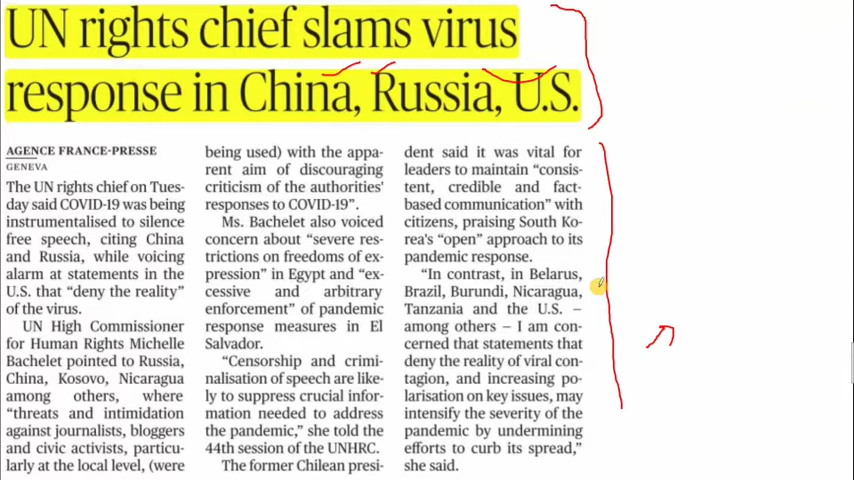 UN rights chief slams virus
response in China, Russia, U.S.
AGENCE FRANCE-PRESSE
GENEVA
The UN rights chief on Tues-
day said COVID-19 was being
instrumentalised to silence
free speech, citing China
and Russia, while voicing
alarm at statements in the
U.S. that “deny the reality”
of the virus.
UN High Commissioner
for Human Rights Michelle
Bachelet pointed to Russia,
China, Kosovo, Nicaragua
among others, where
“threats and intimidation
against journalists, bloggers
and civic activists, particu-
larly at the local level, (were
being used) with the appa-
rent aim of discouraging
criticism of the authorities'
responses to COVID-19”.
Ms. Bachelet also voiced
concern about “severe res-
trictions on freedoms of ex-
pression” in Egypt and “ex-
cessive and arbitrary
enforcement” of pandemic
response measures in El
Salvador.
“Censorship and crimi-
nalisation of speech are like-
ly to suppress crucial infor-
mation needed to address
the pandemic,” she told the
44th session of the UNHRC.
The former Chilean presi-
dent said it was vital for
leaders to maintain “consis-
tent, credible and fact-
based communication” with
citizens, praising South Ko-
rea's “open” approach to its
pandemic response.
“In contrast, in Belarus,
Brazil, Burundi, Nicaragua,
Tanzania and the U.S. –
among others – I am con-
cerned that statements that
deny the reality of viral con-
tagion, and increasing po-
larisation on key issues, may
intensify the severity of the
pandemic by undermining
efforts to curb its spread,”
she said.